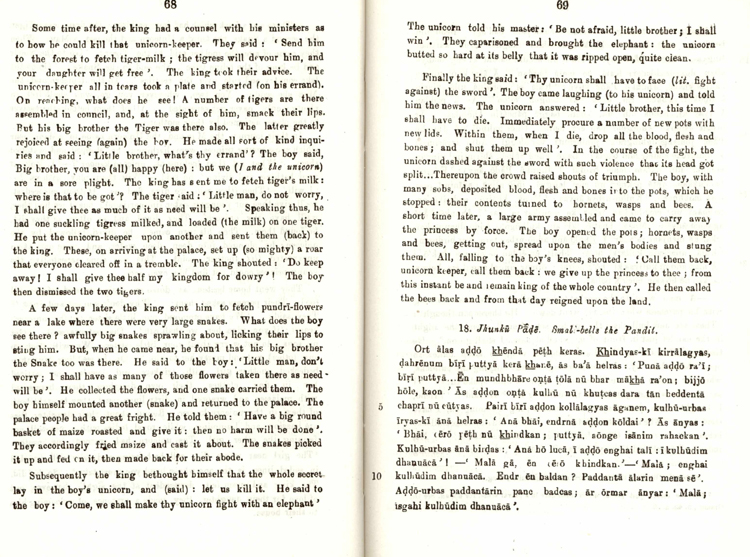 68
Some time after, the king had a counsel with his ministers as
to how he could kill that unicorn-keeper. They said : ‘ Send him
to the forest to fetch tiger-milk ; the tigress will devour him, and
your daughter will get free ’. The king took their advice. The
unicorn-keeper all in tears took a plate and started (on his errand).
On reaching, what does he see! A number of tigers are there
assembled in council, and, at the sight of him, smack their lips.
But his big brother the Tiger was there also. The latter greatly
rejoiced at seeing (again) the boy. He made all sort of kind inqui-
ries and said : ‘ Little brother, what's thy errand’ ? The boy said,
Big brother, you are (all) happy (here) : but we (I and the unicorn)
are in a sore plight. The king has sent me to fetch tiger's milk :
where is that to be got’ ? The tiger said : ‘ Little man, do not worry,
I shall give thee as much of it as need will be ’. Speaking thus, he
had one suckling tigress milked, and loaded (the milk) on one tiger.
He put the unicorn-keeper upon another and sent them (back) to
the king. These, on arriving at the palace, set up (so mighty) a roar
that everyone cleared off in a tremble. The king shouted : ‘ Do keep
away ! I shall give thee half my kingdom for dowry ’ ! The boy
then dismissed the two tigers.
A few days later, the king sent him to fetch pundrī-flowers
near a lake where there were very large snakes. What does the boy
see there ? awfully big snakes sprawling about, licking their lips to
sting him. But, when he came near, he found that his big brother
the Snake too was there. He said to the boy : ‘ Little man, don't
worry ; I shall have as many of those flowers taken there as need
will be ’. He collected the flowers, and one snake carried them. The
boy himself mounted another (snake) and returned to the palace. The
palace people had a great fright. He told them : ‘ Have a big round
basket of maize roasted and give it : then no harm will be done ’.
They accordingly fried maize and cast it about. The snakes picked
it up and fed on it, then made back for their abode.
Subsequently the king bethought himself that the whole secret
lay in the boy's unicorn, and (said) : let us kill it. He said to
the boy : ‘ Come, we shall make thy unicorn fight with an elephant ’
69
The unicorn told his master : ‘ Be not afraid, little brother ; I shall
win ’. They caparisoned and brought the elephant : the unicorn
butted so hard at its belly that it was ripped open, quite clean.
Finally the king said : ‘ Thy unicorn shall have to face (lit. fight
against) the sword ’. The boy came laughing (to his unicorn) and told
him the news. The unicorn answered : ‘ Little brother, this time I
shall have to die. Immediately procure a number of new pots with
new lids. Within them, when I die, drop all the blood, flesh and
bones ; and shut them up well ’. In the course of the fight, the
unicorn dashed against the sword with such violence that its head got
split...Thereupon the crowd raised shouts of triumph. The boy, with
many sobs, deposited blood, flesh and bones into the pots, which he
stopped : their contents turned to hornets, wasps and bees. A
short time later, a large army assembled and came to carry away
the princess by force. The boy opened the pots ; hornets, wasps
and bees, getting out, spread upon the men's bodies and stung
them. All, falling to the boy's knees, shouted : ‘ Call them back,
unicorn keeper, call them back : we give up the princess to thee ; from
this instant be and remain king of the whole country ’. He then called
the bees back and from that day reigned upon the land.
18. Jhunkū Pãḍē. Small-bells the Pandit.
Ort ālas aḍḍō khēndā pēṭh keras. Khindyas-kī kirrālagyas,
ḍahrēnum bīrī puttyā kerā kharē, ās ba'ā helras : ‘ Punā aḍḍō ra'ī ;
bīrī puttyā...Ēn mundhbhāre onṭā ṭōlā nū bhar mākhā ra'on ; bijjō
hōle, kaon ’ Ās aḍḍon onṭā kulhū nū khuṭcas dara tān beddentā
5 chaprī nū cūtyas. Pairī bīrī aḍḍon kollālagyas āganem, kulhū-urbas
īryas-kī ānā helras : ‘ Anā bhāi, endrnā aḍḍon kōldai’ ? Ās ānyas :
‘ Bhāi, ērō pēṭh nū khindkan ; puttyā, aōnge isānim rahackan ’.
Kulhū-urbas ānā birdas : ‘ Anā hō lucā, ī aḍḍō enghai talī : ī kulhūdim
dhanuācā’ ! —‘ Malā gā, ēn ērō khindkan.’—‘ Malā ; enghai
10 kulhūdim dhanuācā. Endr ēn baldan ? Paddantā ālarin menā sē ’.
Aḍḍō-urbas paddantārin panc badcas ; ār ōrmar ānyar : ‘ Malā ;
isgahi kulhūdim dhanuācā ’.